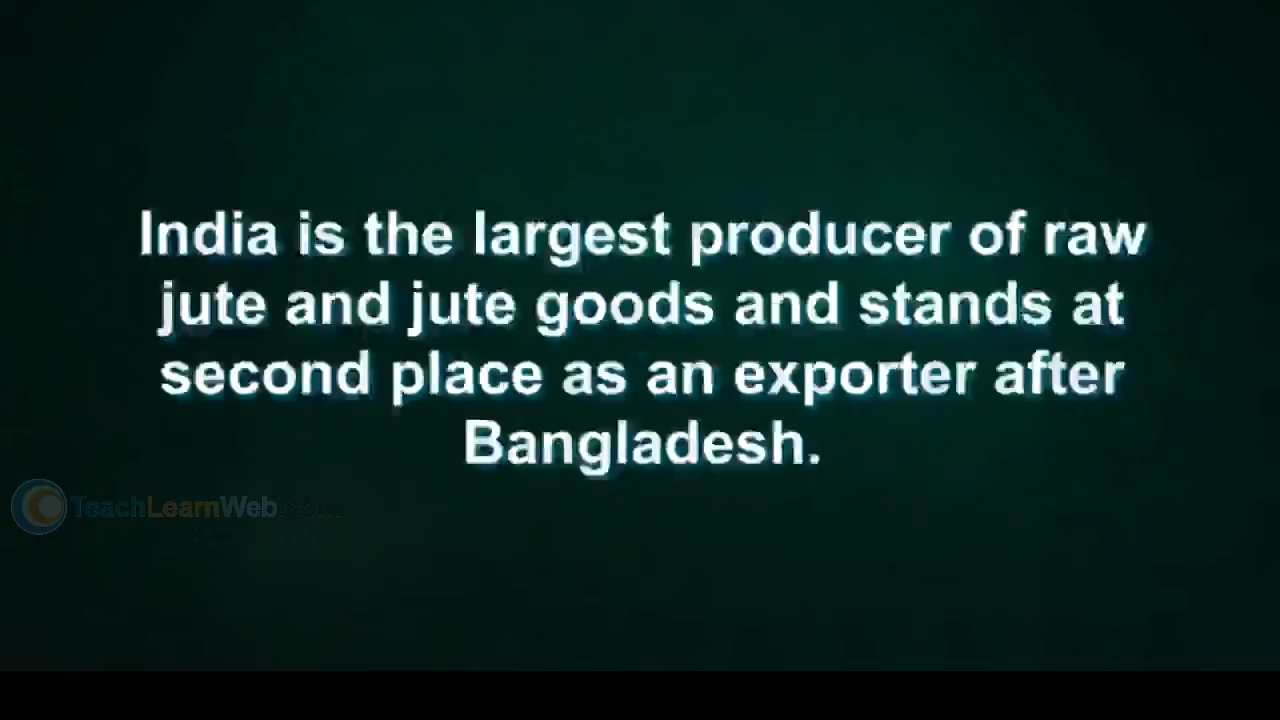 India is the largest producer of raw
jute and jute goods and stands at
second place as an exporter after
Bangladesh.
TeachLearnWeb.com